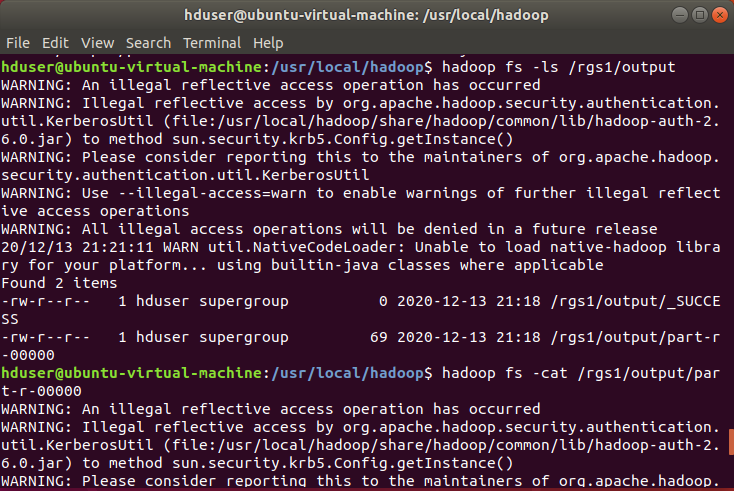 hduser@ubuntu-virtual-machine: /usr/local/hadoop
File Edit View Search Terminal Help
hduser@ubuntu-virtual-machine:/usr/local/hadoop$ hadoop fs -ls /rgs1/output
WARNING: An illegal reflective access operation has occurred
WARNING: Illegal reflective access by org.apache.hadoop.security.authentication.
util.KerberosUtil (file:/usr/local/hadoop/share/hadoop/common/lib/hadoop-auth-2.
6.0.jar) to method sun.security.krb5.Config.getInstance()
WARNING: Please consider reporting this to the maintainers of org.apache.hadoop.
security.authentication.util.KerberosUtil
WARNING: Use --illegal-access=warn to enable warnings of further illegal reflect
ive access operations
WARNING: All illegal access operations will be denied in a future release
20/12/13 21:21:11 WARN util.NativeCodeLoader: Unable to load native-hadoop libra
ry for your platform... using builtin-java classes where applicable
Found 2 items
-rw-r--r--   1 hduser supergroup          0 2020-12-13 21:18 /rgs1/output/_SUCCE
SS
-rw-r--r--   1 hduser supergroup         69 2020-12-13 21:18 /rgs1/output/part-r
-00000
hduser@ubuntu-virtual-machine:/usr/local/hadoop$ hadoop fs -cat /rgs1/output/par
t-r-00000
WARNING: An illegal reflective access operation has occurred
WARNING: Illegal reflective access by org.apache.hadoop.security.authentication.
util.KerberosUtil (file:/usr/local/hadoop/share/hadoop/common/lib/hadoop-auth-2.
6.0.jar) to method sun.security.krb5.Config.getInstance()
WARNING: Please consider reporting this to the maintainers of org.apache.hadoop.